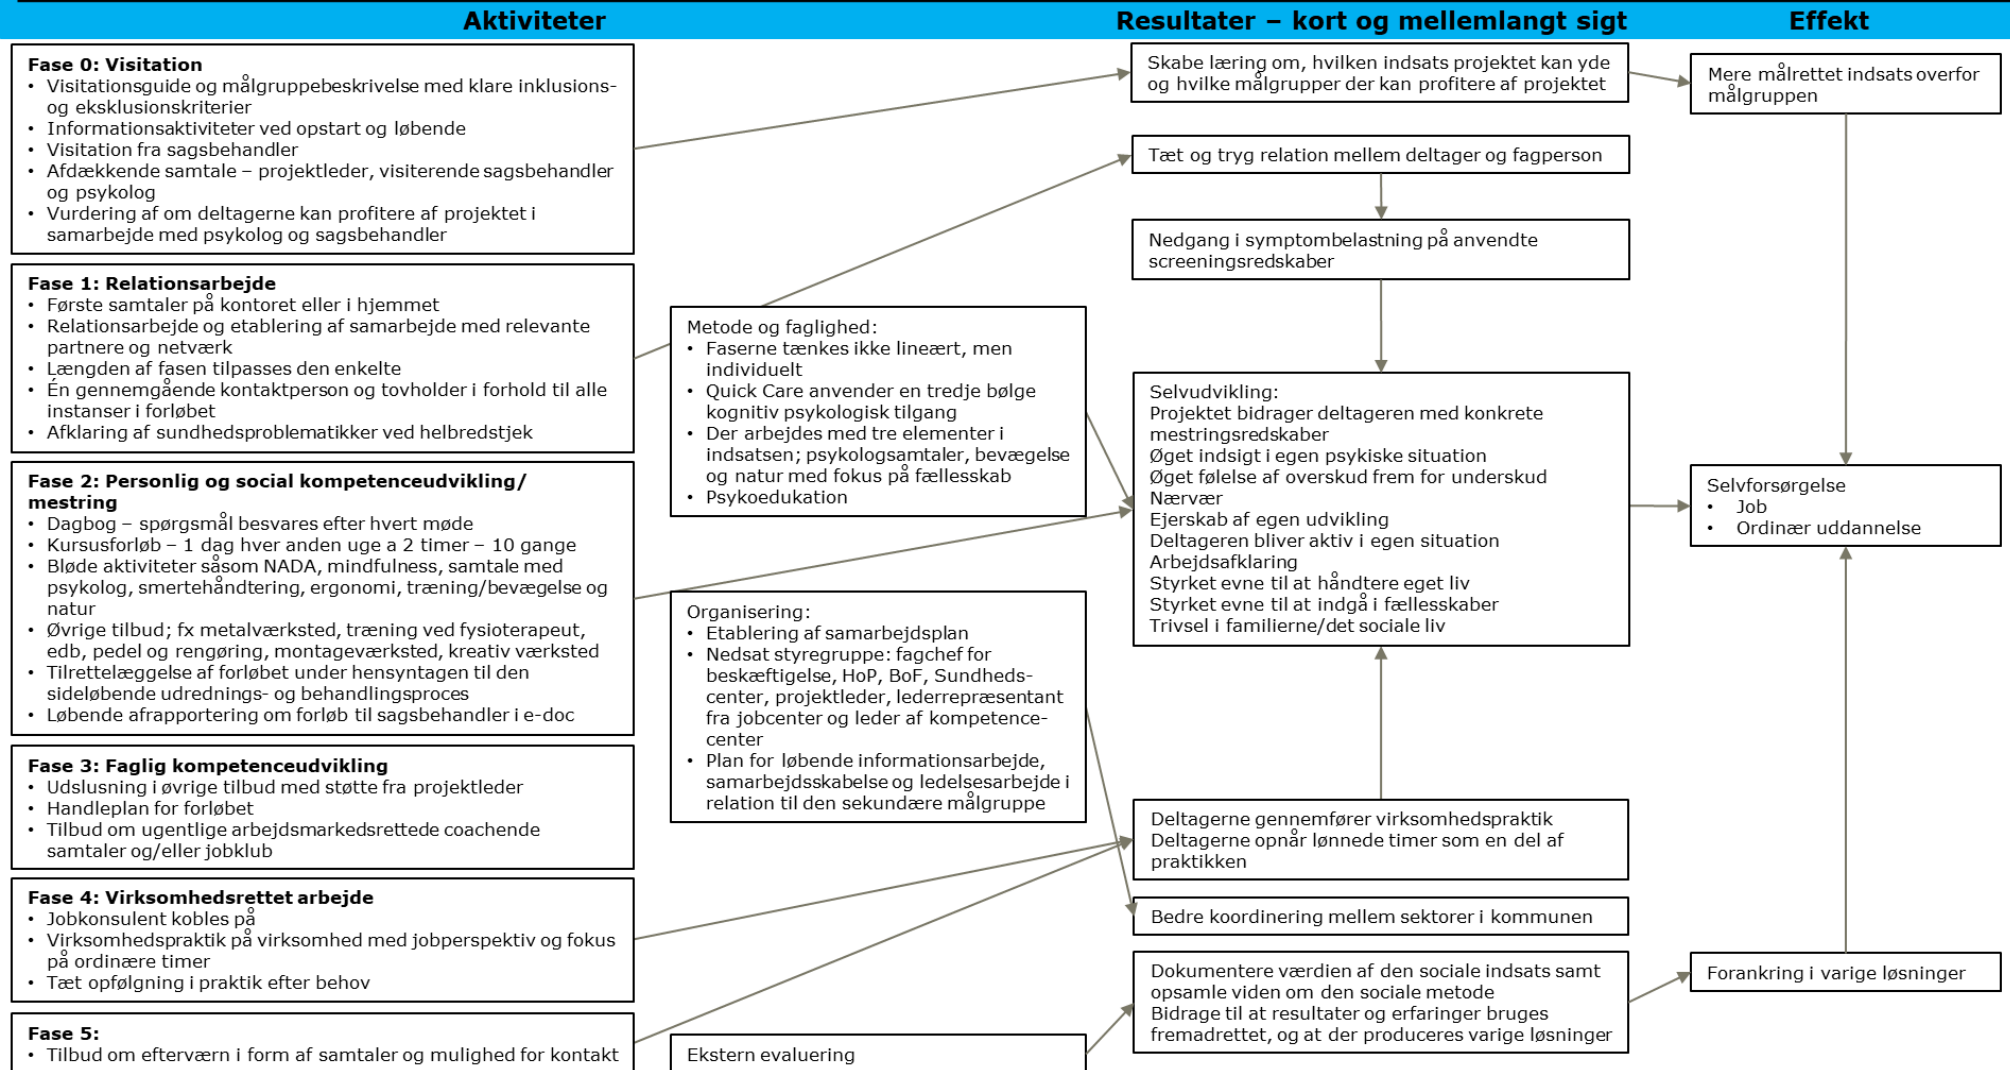 Aktiviteter
Resultater – kort og mellemlangt sigt
Effekt
Fase 0: Visitation
• Visitationsguide og målgruppebeskrivelse med klare inklusions-
og eksklusionskriterier
• Informationsaktiviteter ved opstart og løbende
• Visitation fra sagsbehandler
• Afdækkende samtale – projektleder, visiterende sagsbehandler
og psykolog
• Vurdering af om deltagerne kan profitere af projektet i
samarbejde med psykolog og sagsbehandler
Fase 1: Relationsarbejde
• Første samtaler på kontoret eller i hjemmet
• Relationsarbejde og etablering af samarbejde med relevante
partnere og netværk
• Længden af fasen tilpasses den enkelte
• Én gennemgående kontaktperson og tovholder i forhold til alle
instanser i forløbet
• Afklaring af sundhedsproblematikker ved helbredstjek
Fase 2: Personlig og social kompetenceudvikling/
mestring
• Dagbog – spørgsmål besvares efter hvert møde
• Kursusforløb – 1 dag hver anden uge a 2 timer – 10 gange
• Bløde aktiviteter såsom NADA, mindfulness, samtale med
psykolog, smertehåndtering, ergonomi, træning/bevægelse og
natur
• Øvrige tilbud; fx metalværksted, træning ved fysioterapeut,
edb, pedel og rengøring, montageværksted, kreativ værksted
• Tilrettelæggelse af forløbet under hensyntagen til den
sideløbende udrednings- og behandlingsproces
• Løbende afrapportering om forløb til sagsbehandler i e-doc
Fase 3: Faglig kompetenceudvikling
• Udslusning i øvrige tilbud med støtte fra projektleder
• Handleplan for forløbet
• Tilbud om ugentlige arbejdsmarkedsrettede coachende
samtaler og/eller jobklub
Fase 4: Virksomhedsrettet arbejde
• Jobkonsulent kobles på
• Virksomhedspraktik på virksomhed med jobperspektiv og fokus
på ordinære timer
• Tæt opfølgning i praktik efter behov
Fase 5:
• Tilbud om efterværn i form af samtaler og mulighed for kontakt
Metode og faglighed:
• Faserne tænkes ikke lineært, men
individuelt
• Quick Care anvender en tredje bølge
kognitiv psykologisk tilgang
• Der arbejdes med tre elementer i
indsatsen; psykologsamtaler, bevægelse
og natur med fokus på fællesskab
• Psykoedukation
Organisering:
• Etablering af samarbejdsplan
• Nedsat styregruppe: fagchef for
beskæftigelse, HoP, BoF, Sundheds-
center, projektleder, lederrepræsentant
fra jobcenter og leder af kompetence-
center
• Plan for løbende informationsarbejde,
samarbejdsskabelse og ledelsesarbejde i
relation til den sekundære målgruppe
Ekstern evaluering
Skabe læring om, hvilken indsats projektet kan yde
og hvilke målgrupper der kan profitere af projektet
Tæt og tryg relation mellem deltager og fagperson
Nedgang i symptombelastning på anvendte
screeningsredskaber
Selvudvikling:
Projektet bidrager deltageren med konkrete
mestringsredskaber
Øget indsigt i egen psykiske situation
Øget følelse af overskud frem for underskud
Nærvær
Ejerskab af egen udvikling
Deltageren bliver aktiv i egen situation
Arbejdsafklaring
Styrket evne til at håndtere eget liv
Styrket evne til at indgå i fællesskaber
Trivsel i familierne/det sociale liv
Deltagerne gennemfører virksomhedspraktik
Deltagerne opnår lønnede timer som en del af
praktikken
Bedre koordinering mellem sektorer i kommunen
Dokumentere værdien af den sociale indsats samt
opsamle viden om den sociale metode
Bidrage til at resultater og erfaringer bruges
fremadrettet, og at der produceres varige løsninger
Mere målrettet indsats overfor
målgruppen
Selvforsørgelse
• Job
• Ordinær uddannelse
Forankring i varige løsninger